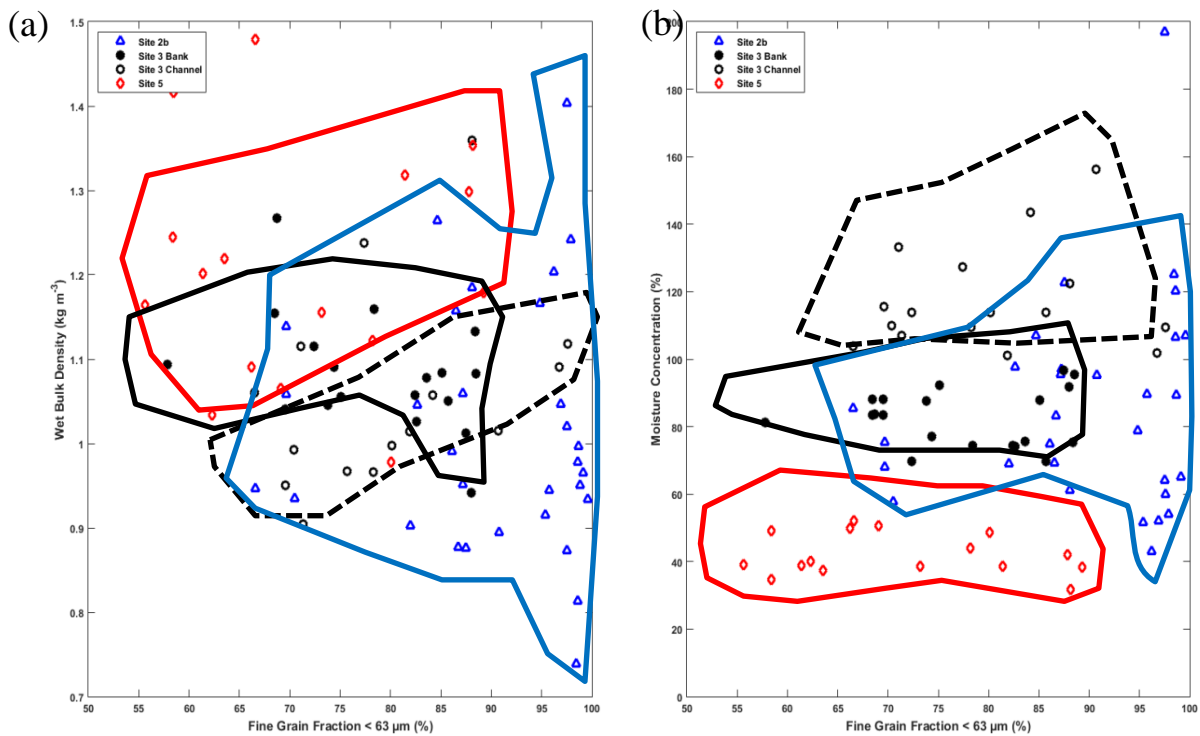 (a)
1.5
1.4
1.3
1.2
1.1
1
0.9
0.8
0.7
Wet Bulk Density (kg m⁻³)
Site 2b
Site 3 Bank
Site 3 Channel
Site 5
50 55 60 65 70 75 80 85 90 95 100
Fine Grain Fraction < 63 µm (%)
(b)
200
180
160
140
120
100
80
60
40
20
0
Moisture Concentration (%)
Site 2b
Site 3 Bank
Site 3 Channel
Site 5
50 55 60 65 70 75 80 85 90 95 100
Fine Grain Fraction < 63 µm (%)